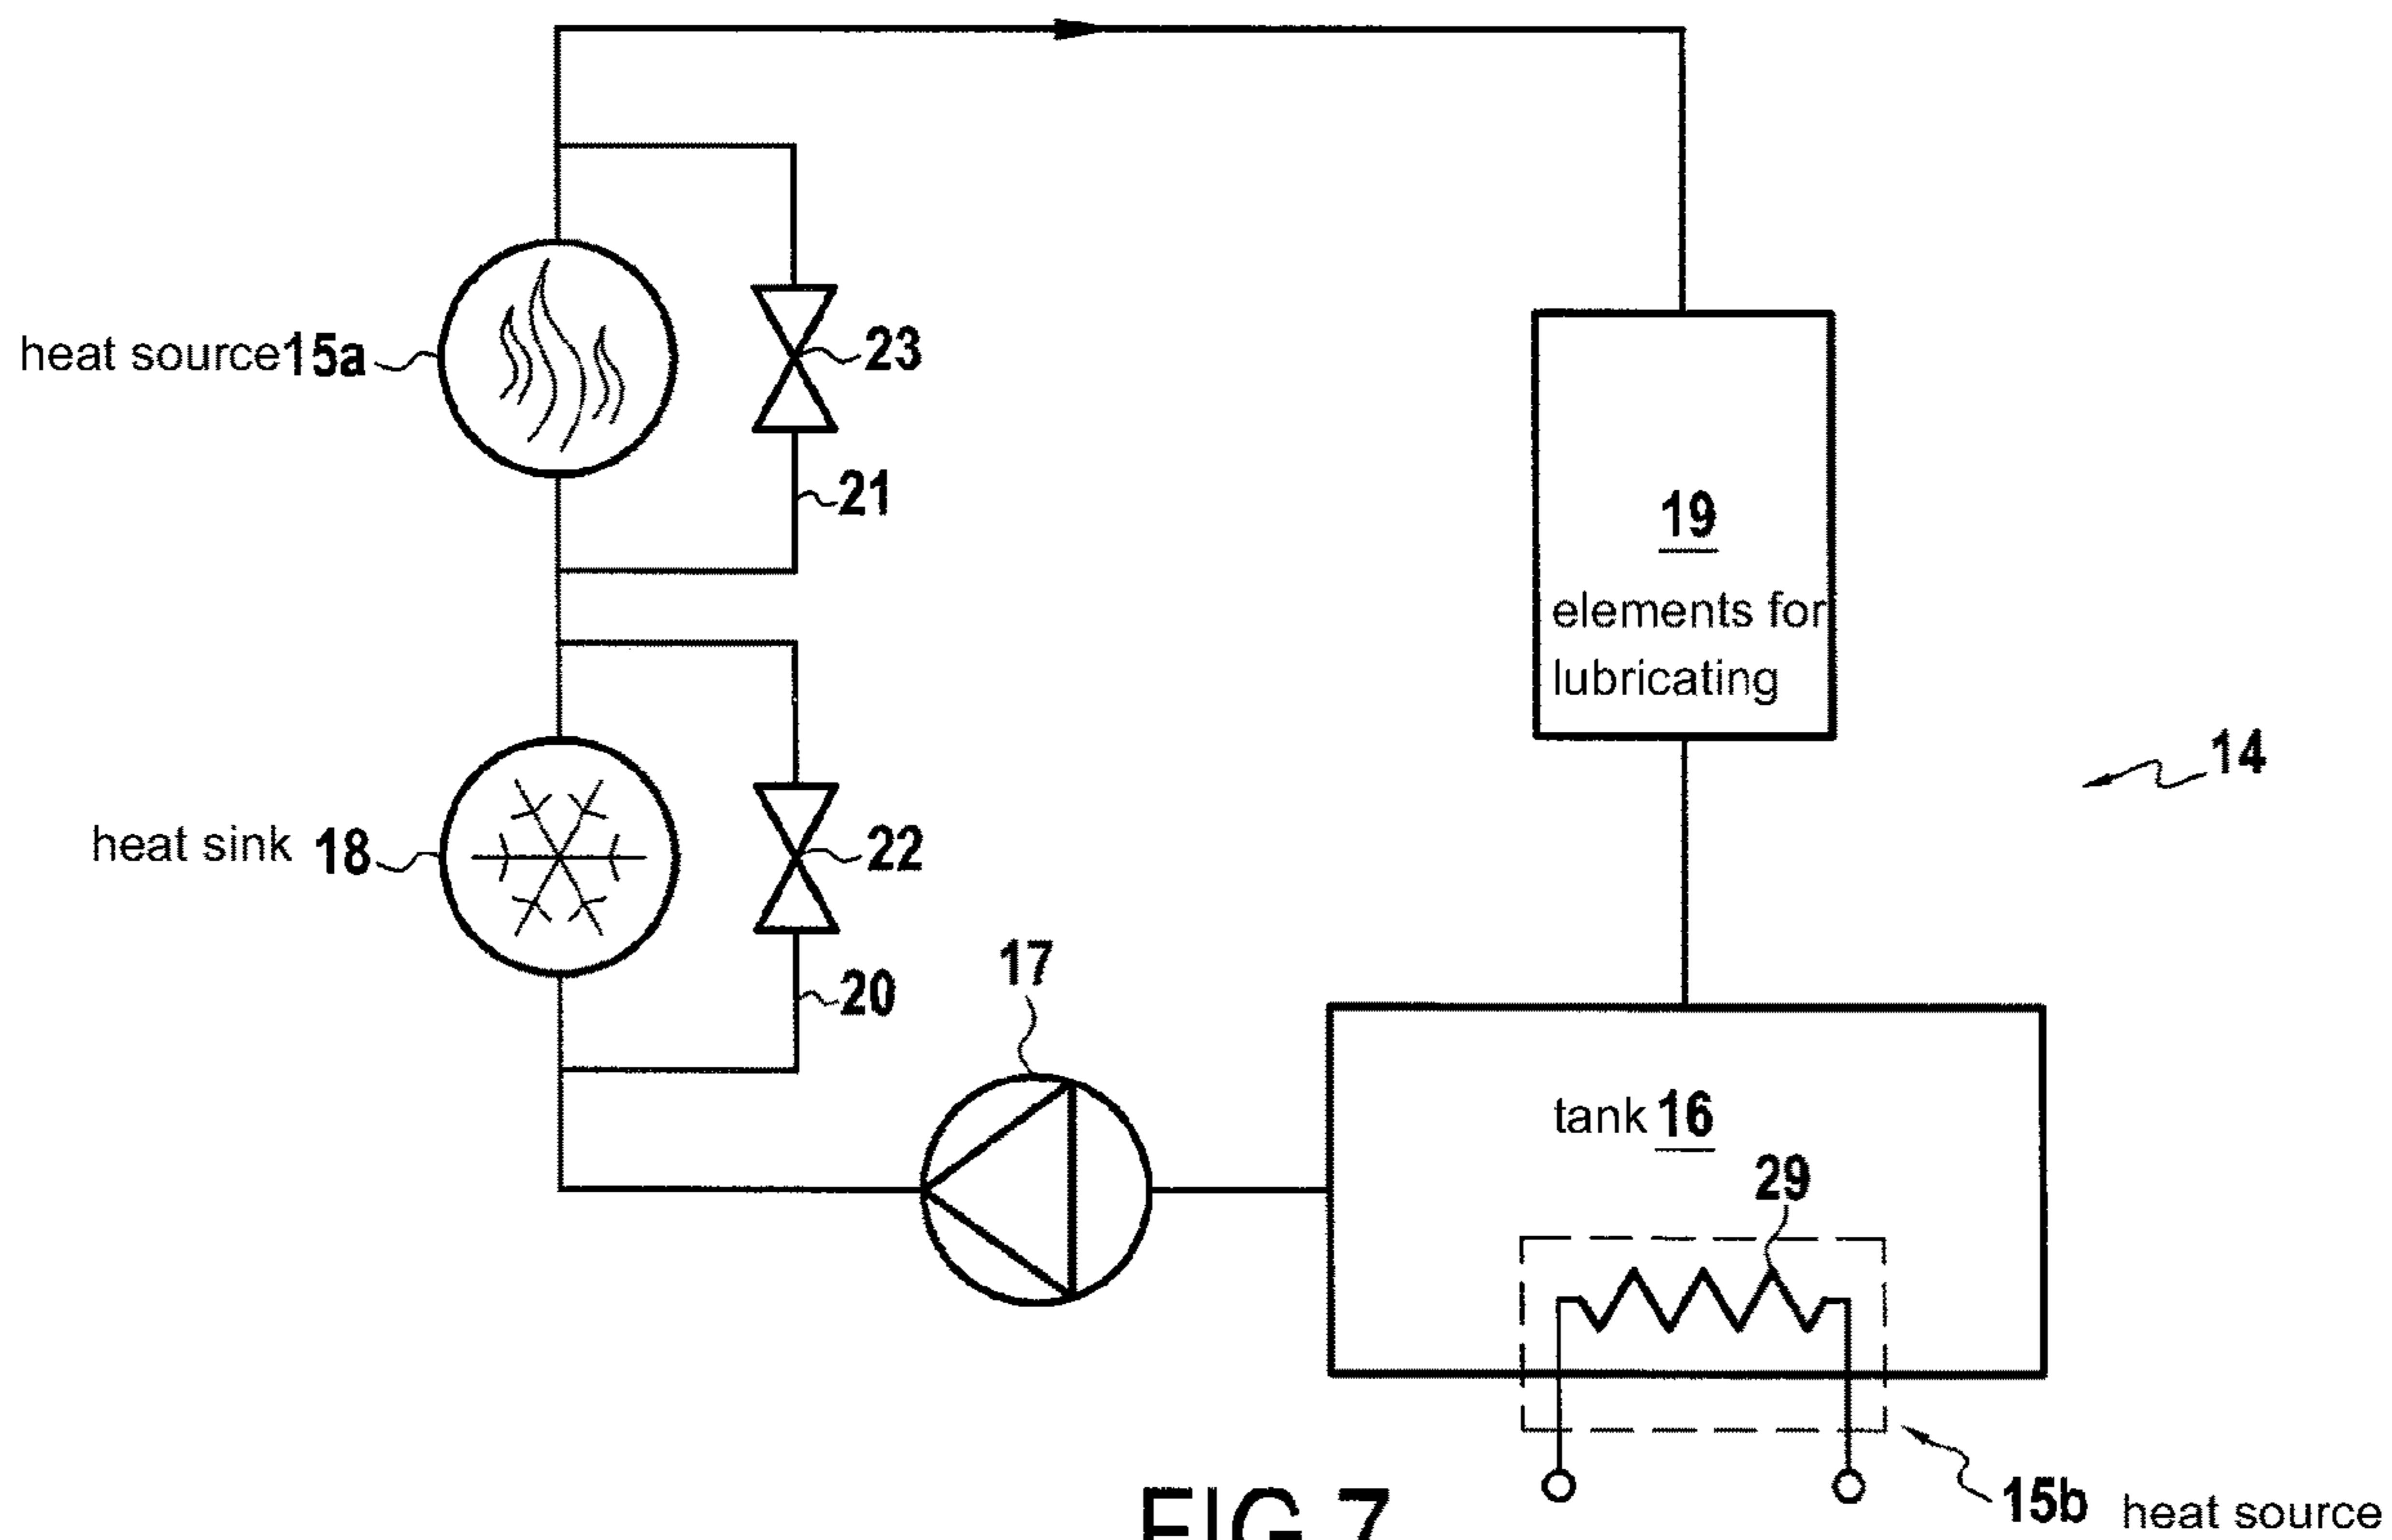 heat source 15a
23
21
19
elements for
lubricating
14
heat sink 18
22
20
17
tank 16
29
15b heat source
FIG.7